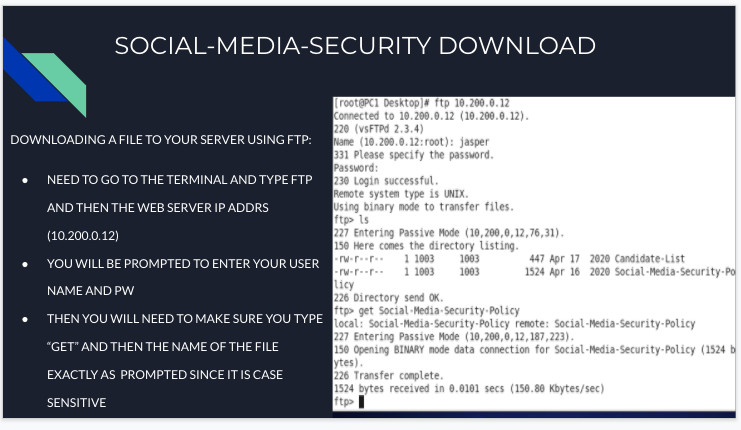 SOCIAL-MEDIA-SECURITY DOWNLOAD
DOWNLOADING A FILE TO YOUR SERVER USING FTP:
● NEED TO GO TO THE TERMINAL AND TYPE FTP
AND THEN THE WEB SERVER IP ADDRS
(10.200.0.12)
● YOU WILL BE PROMPTED TO ENTER YOUR USER
NAME AND PW
● THEN YOU WILL NEED TO MAKE SURE YOU TYPE
“GET” AND THEN THE NAME OF THE FILE
EXACTLY AS PROMPTED SINCE IT IS CASE
SENSITIVE
[root@PC1 Desktop]# ftp 10.200.0.12
Connected to 10.200.0.12 (10.200.0.12).
220 (vsFTPd 2.3.4)
Name (10.200.0.12:root): jasper
331 Please specify the password.
Password:
230 Login successful.
Remote system type is UNIX.
Using binary mode to transfer files.
ftp> ls
227 Entering Passive Mode (10,200,0,12,76,31).
150 Here comes the directory listing.
-rw-r--r-- 1 1003 1003 447 Apr 17 2020 Candidate-List
-rw-r--r-- 1 1003 1003 1524 Apr 16 2020 Social-Media-Security-Po
licy
226 Directory send OK.
ftp> get Social-Media-Security-Policy
local: Social-Media-Security-Policy remote: Social-Media-Security-Policy
227 Entering Passive Mode (10,200,0,12,187,223).
150 Opening BINARY mode data connection for Social-Media-Security-Policy (1524 b
ytes).
226 Transfer complete.
1524 bytes received in 0.0101 secs (150.80 Kbytes/sec)
ftp>